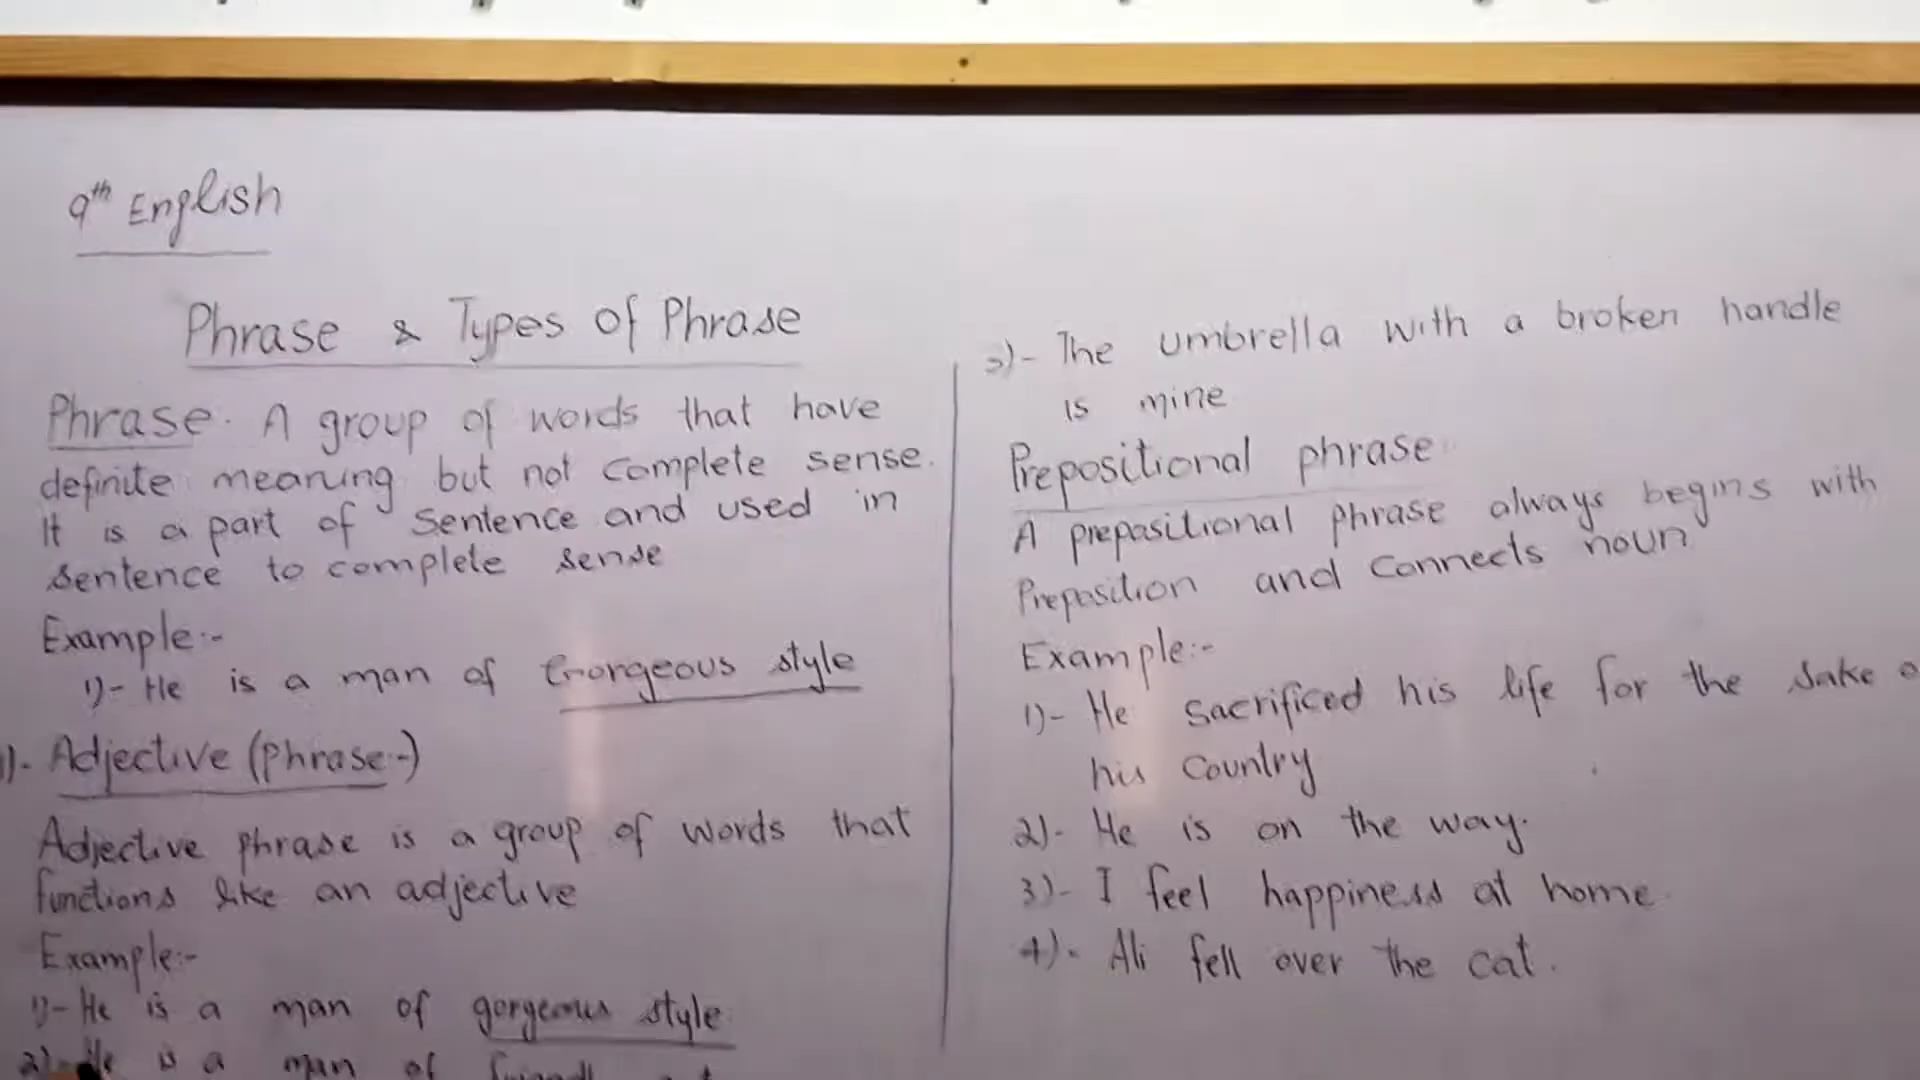 9th English
Phrase & Types of Phrase
Phrase. A group of words that have
definite meaning but not complete sense.
It is a part of Sentence and used in
sentence to complete sense
Example:-
1)- He is a man of Gorgeous style
1)- Adjective (Phrase:-)
Adjective phrase is a group of words that
functions like an adjective
Example:-
1)- He is a man of gorgeous style
2)- He is a man of
3)- The umbrella with a broken handle
is mine
Prepositional phrase
A prepositional phrase always begins with
Preposition and Connects noun
Example:-
1)- He Sacrificed his life for the sake
his Country
2)- He is on the way.
3)- I feel happiness at home.
4)- Ali fell over the cat.